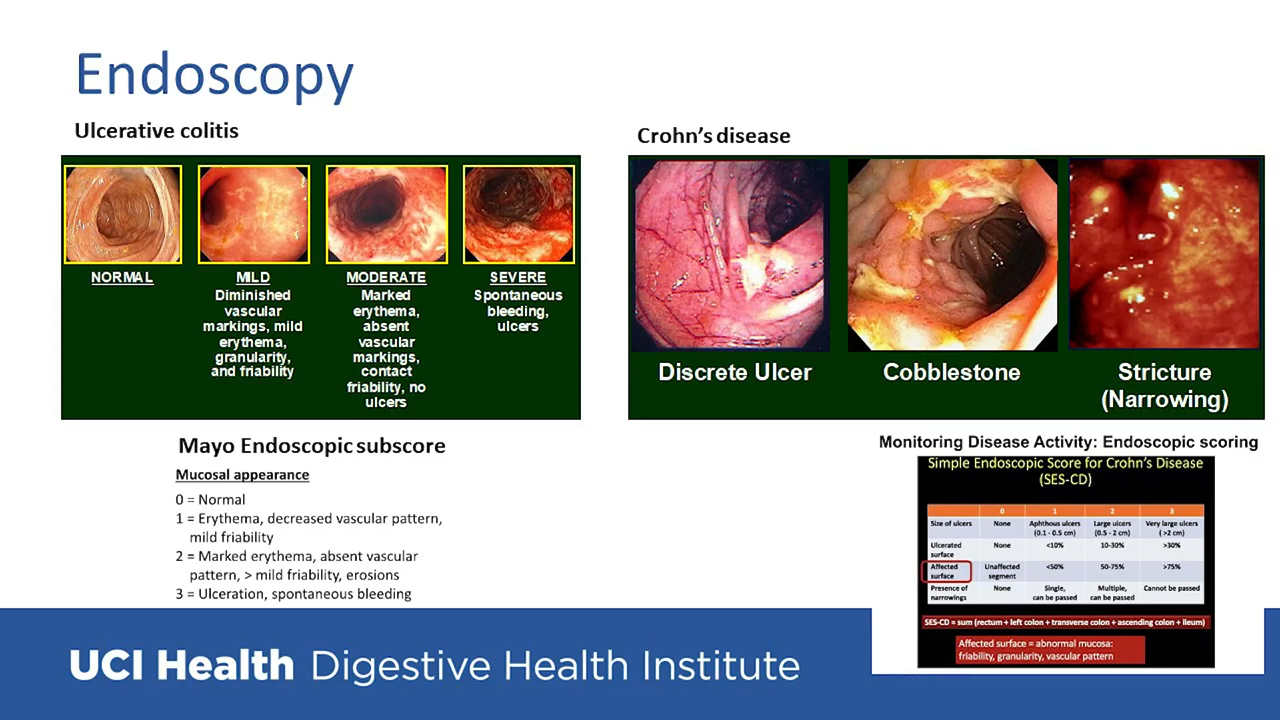 Endoscopy
Ulcerative colitis
NORMAL
MILD
Diminished
vascular
markings, mild
erythema,
granularity,
and friability
MODERATE
Marked
erythema,
absent
vascular
markings,
contact
friability, no
ulcers
SEVERE
Spontaneous
bleeding,
ulcers
Mayo Endoscopic subscore
Mucosal appearance
0 = Normal
1 = Erythema, decreased vascular pattern,
mild friability
2 = Marked erythema, absent vascular
pattern, > mild friability, erosions
3 = Ulceration, spontaneous bleeding
Crohn's disease
Discrete Ulcer
Cobblestone
Stricture
(Narrowing)
Monitoring Disease Activity: Endoscopic scoring
Simple Endoscopic Score for Crohn's Disease
(SES-CD)
0 1 2 3
Size of ulcers None Aphthous ulcers (0.1 - 0.5 cm) Large ulcers (0.5 - 2 cm) Very large ulcers ( >2 cm)
Ulcerated surface None <10% 10-30% >30%
Affected surface Unaffected segment <50% 50-75% >75%
Presence of narrowings None Single, can be passed Multiple, can be passed Cannot be passed
SES-CD = sum (rectum + left colon + transverse colon + ascending colon + ileum)
Affected surface = abnormal mucosa:
friability, granularity, vascular pattern
UCI Health Digestive Health Institute